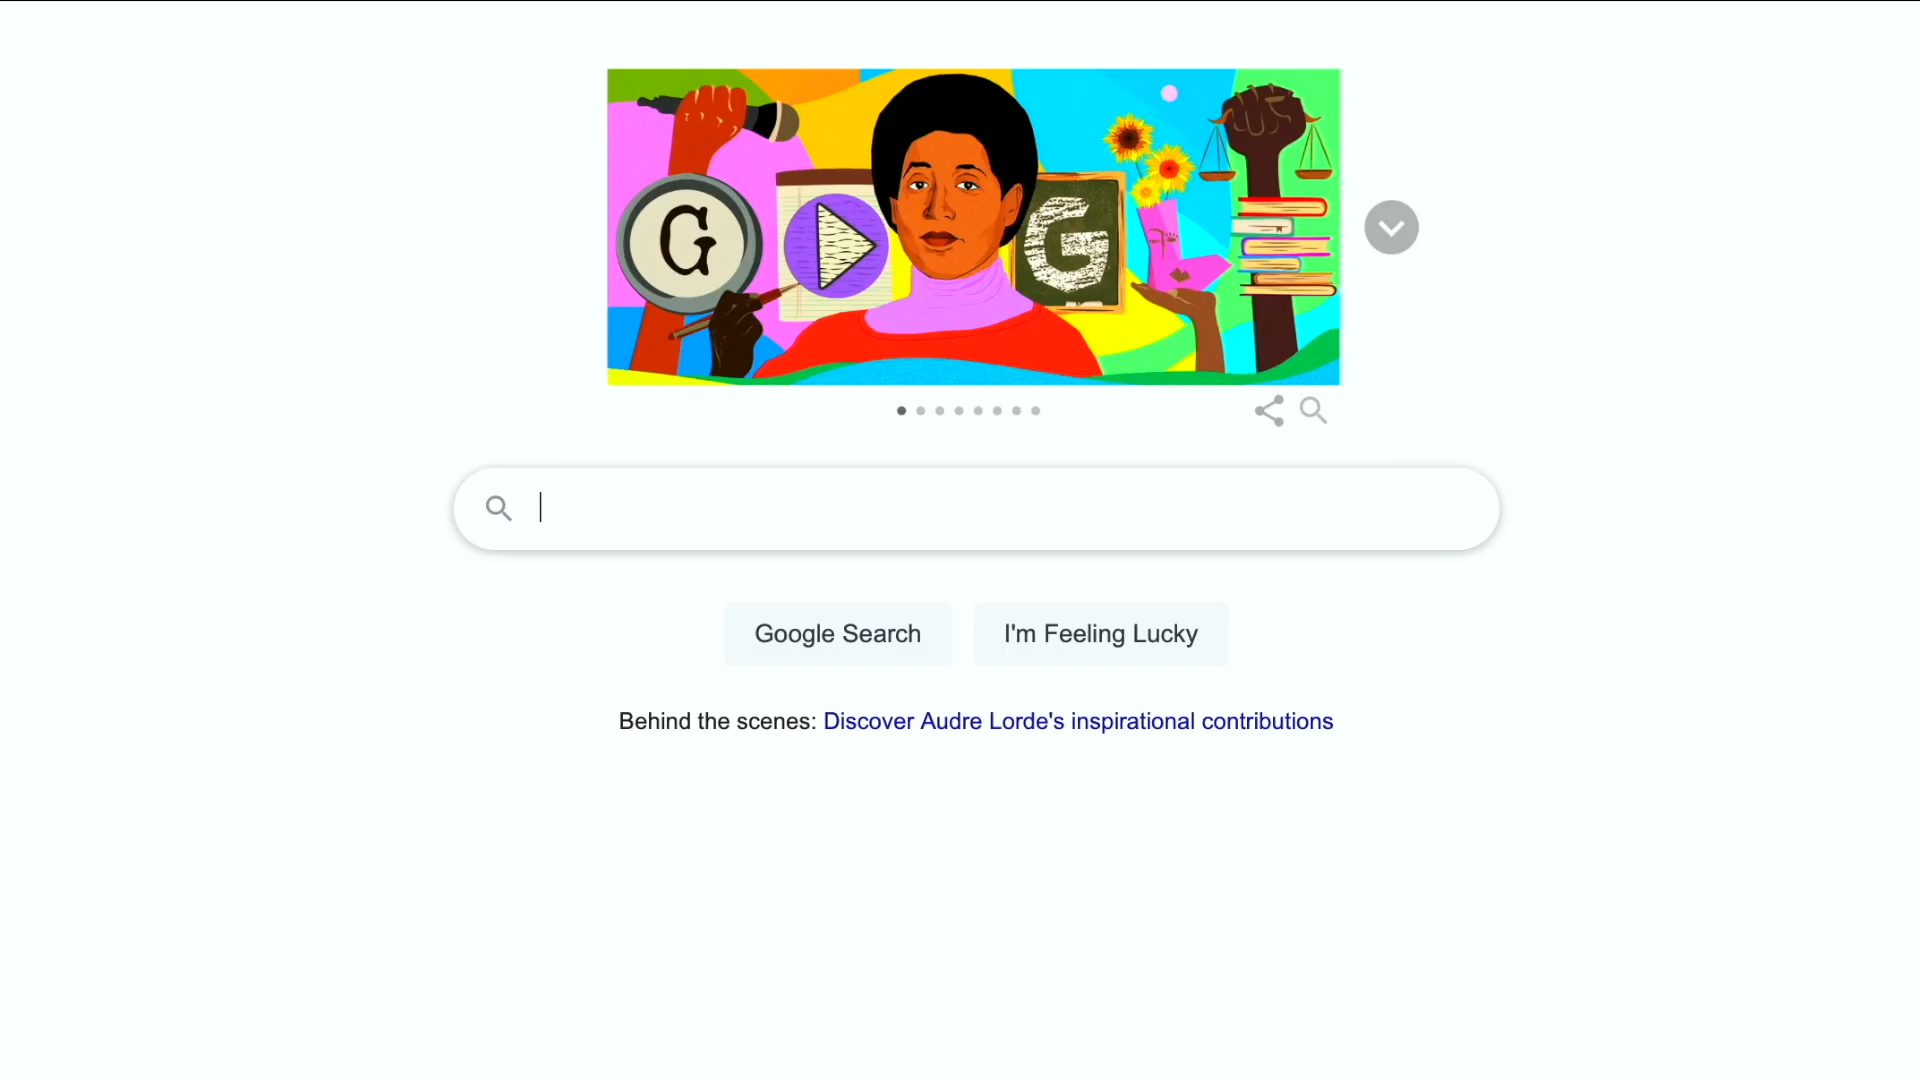 G G
Google Search I'm Feeling Lucky
Behind the scenes: Discover Audre Lorde's inspirational contributions